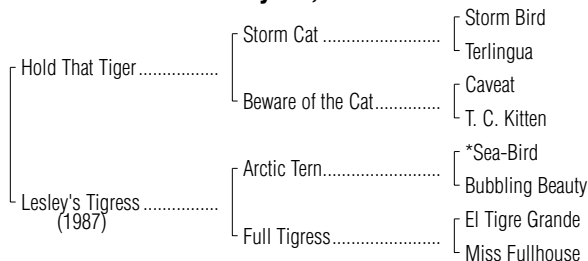 Storm Bird
Storm Cat
Terlingua
Hold That Tiger
Caveat
Beware of the Cat
T. C. Kitten
*Sea-Bird
Arctic Tern
Bubbling Beauty
Lesley's Tigress
(1987)
El Tigre Grande
Full Tigress
Miss Fullhouse